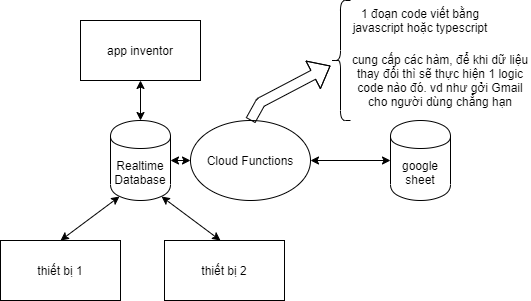 1 đoạn code viết bằng
javascript hoặc typescript
cung cấp các hàm, để khi dữ liệu
thay đổi thì sẽ thực hiện 1 logic
code nào đó. vd như gởi Gmail
cho người dùng chẳng hạn
app inventor
Realtime
Database
Cloud Functions
google
sheet
thiết bị 1
thiết bị 2